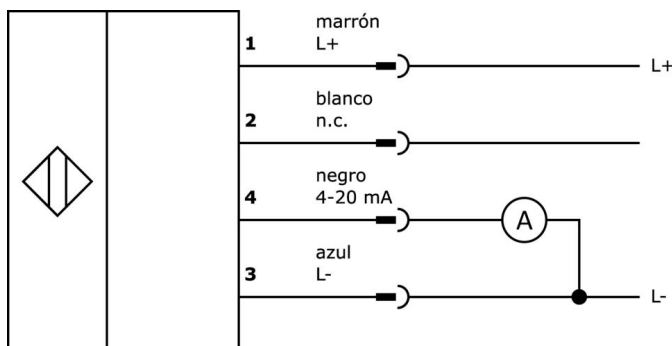 marrón
1 L+
L+
blanco
2 n.c.
negro
4 4-20 mA
A
azul
3 L-
L-